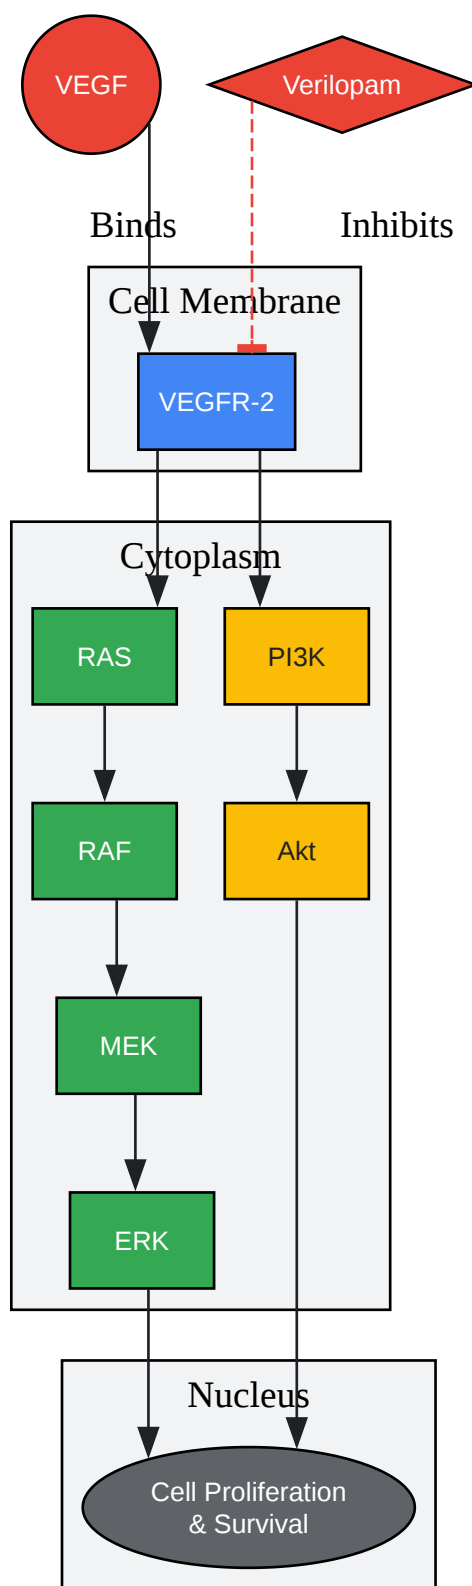 VEGF
Verilopam
Binds
Inhibits
Cell Membrane
VEGFR-2
Cytoplasm
RAS
PI3K
RAF
Akt
MEK
ERK
Nucleus
Cell Proliferation
& Survival